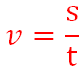 v = s/t